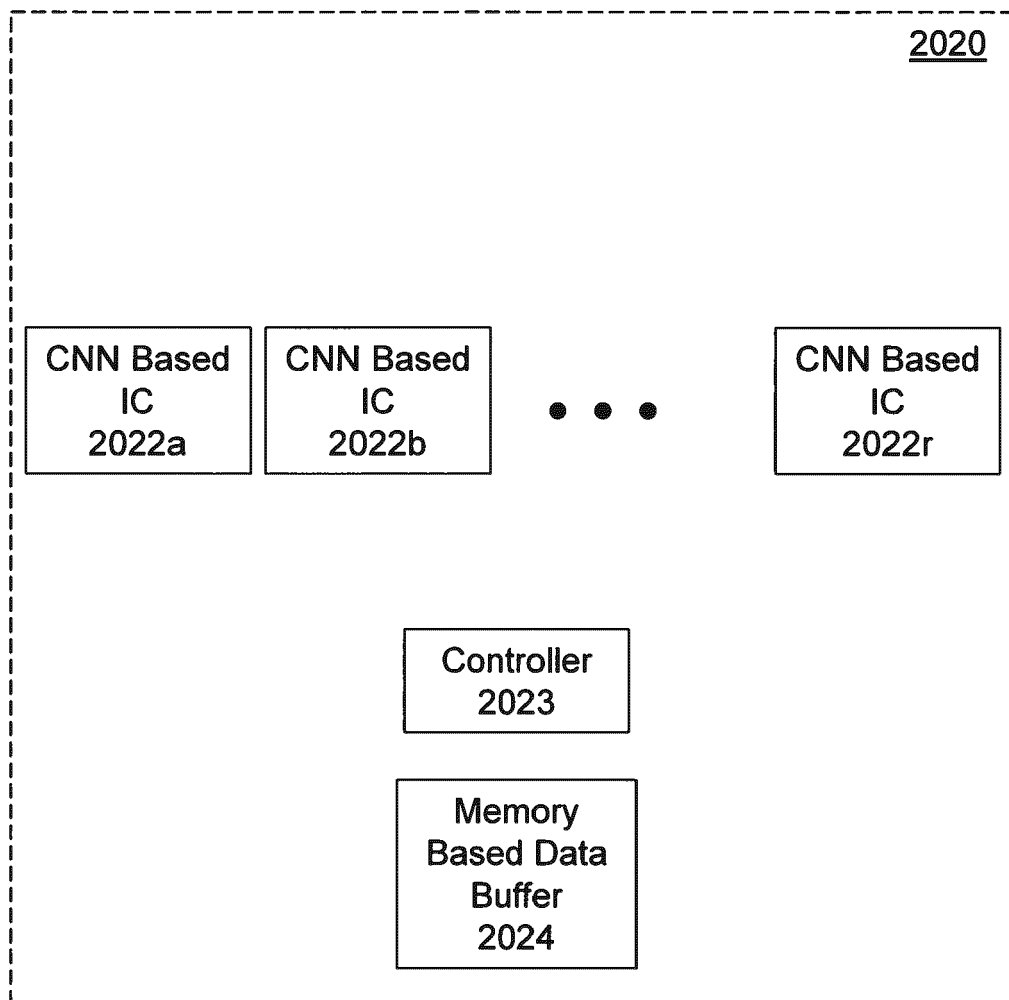 2020
CNN Based
IC
2022a
CNN Based
IC
2022b
CNN Based
IC
2022r
Controller
2023
Memory
Based Data
Buffer
2024